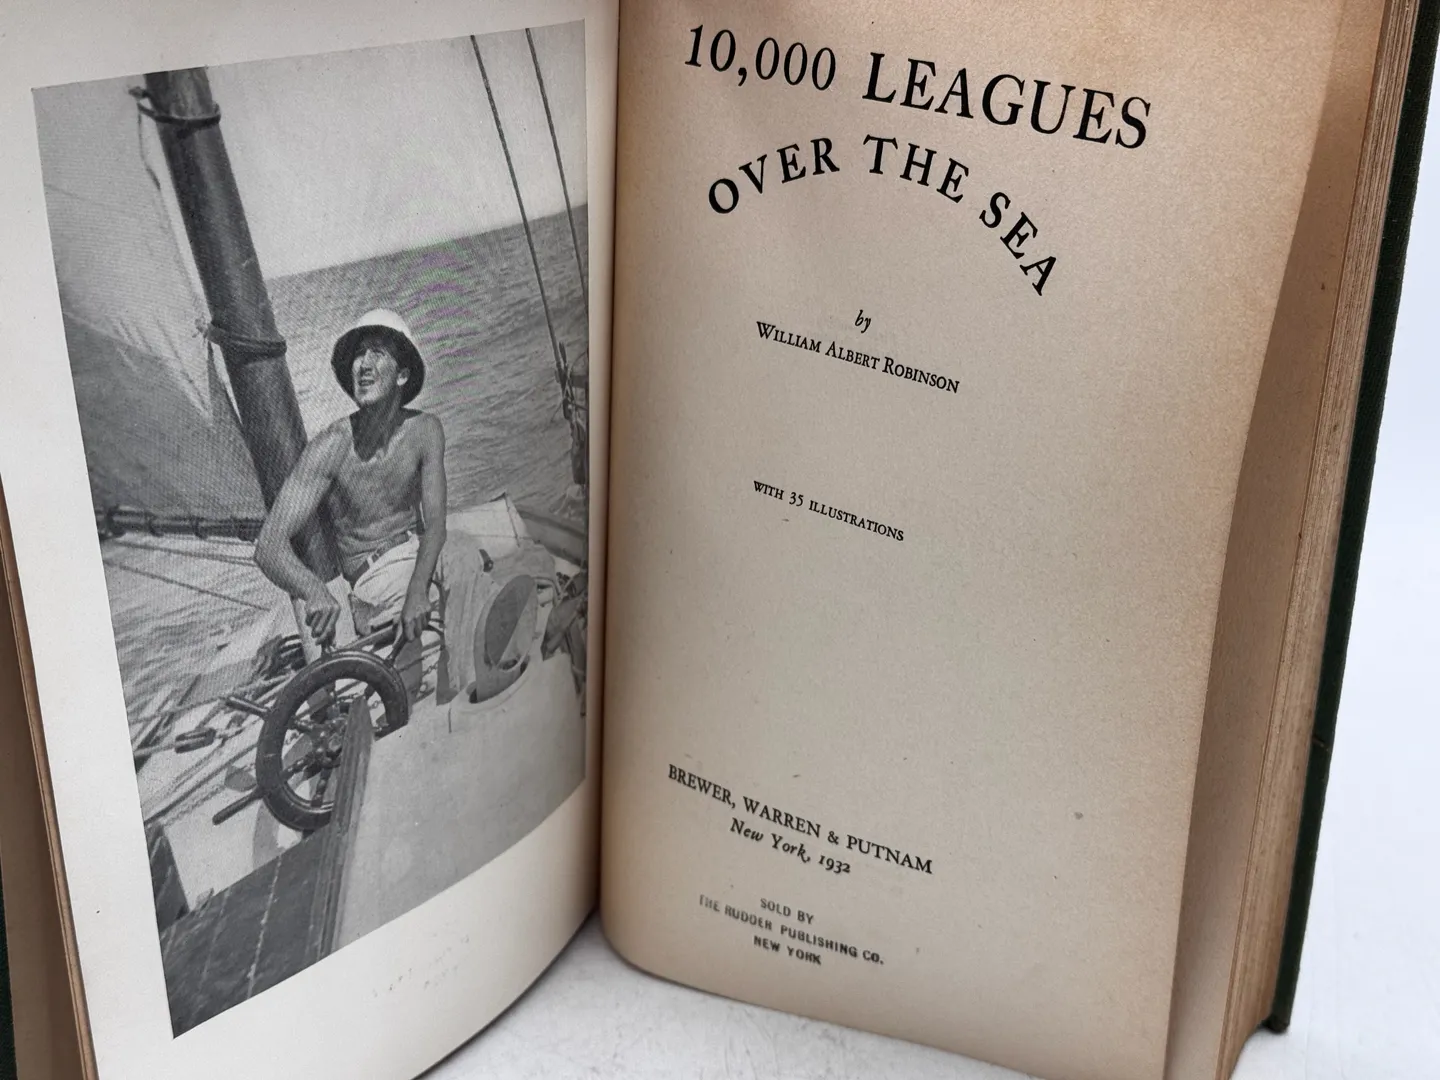 10,000 LEAGUES
OVER THE SEA
by
WILLIAM ALBERT ROBINSON
WITH 35 ILLUSTRATIONS
BREWER, WARREN & PUTNAM
New York, 1932
SOLD BY
THE RUDDER PUBLISHING CO.
NEW YORK